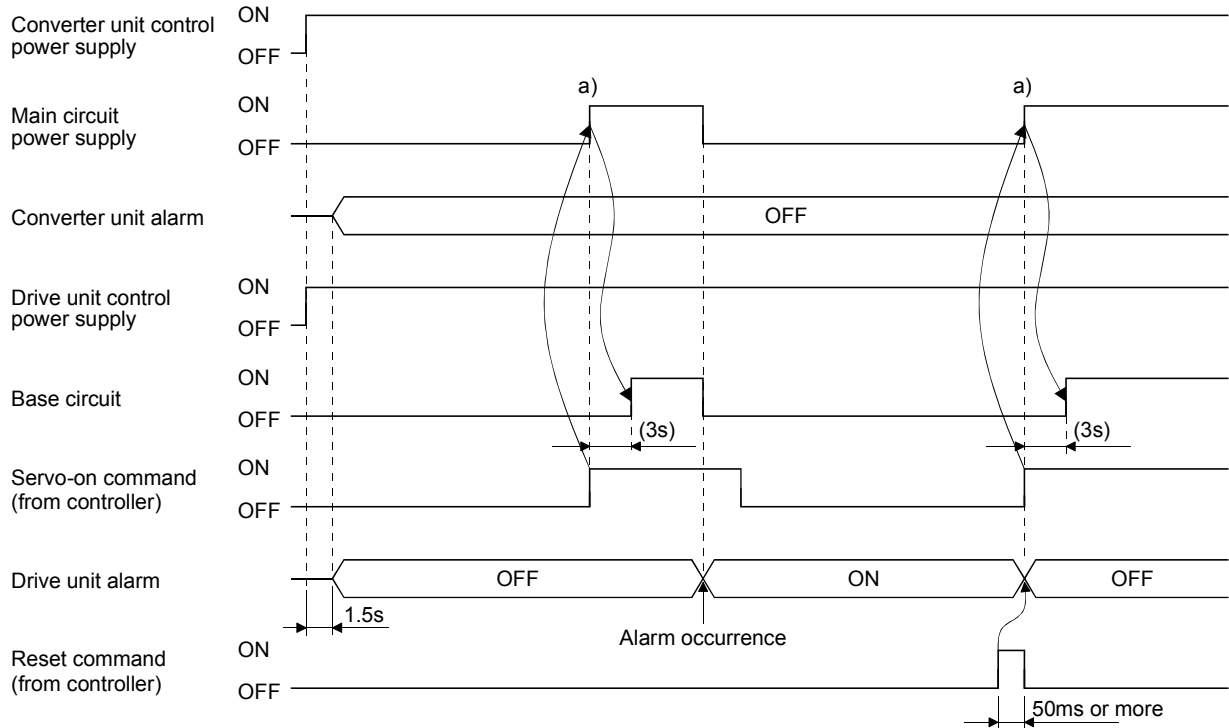 Converter unit control
power supply
ON
OFF
Main circuit
power supply
ON
OFF
a)
a)
Converter unit alarm
OFF
Drive unit control
power supply
ON
OFF
Base circuit
ON
OFF
(3s)
(3s)
Servo-on command
(from controller)
ON
OFF
Drive unit alarm
OFF
ON
OFF
1.5s
Alarm occurrence
Reset command
(from controller)
ON
OFF
50ms or more